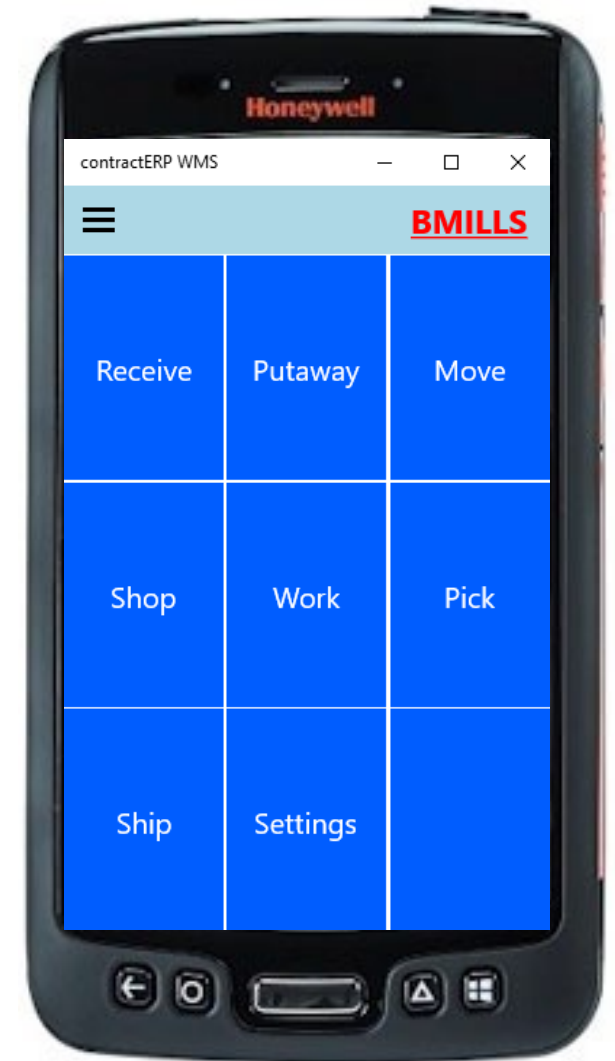 Honeywell
contractERP WMS
BMILLS
Receive Putaway Move
Shop Work Pick
Ship Settings